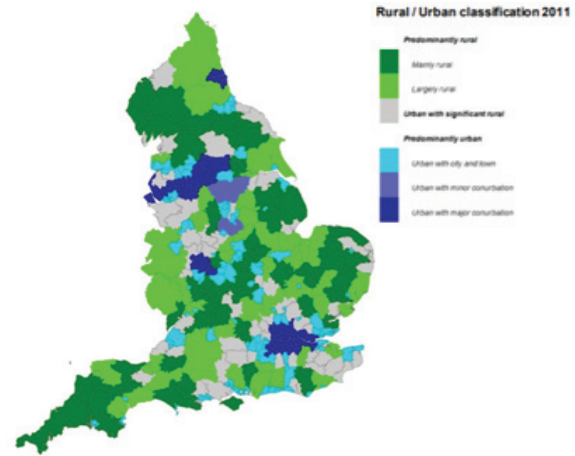 Rural / Urban classification 2011
Predominantly rural
Mainly rural
Largely rural
Urban with significant rural
Predominantly urban
Urban with city and town
Urban with minor conurbation
Urban with major conurbation